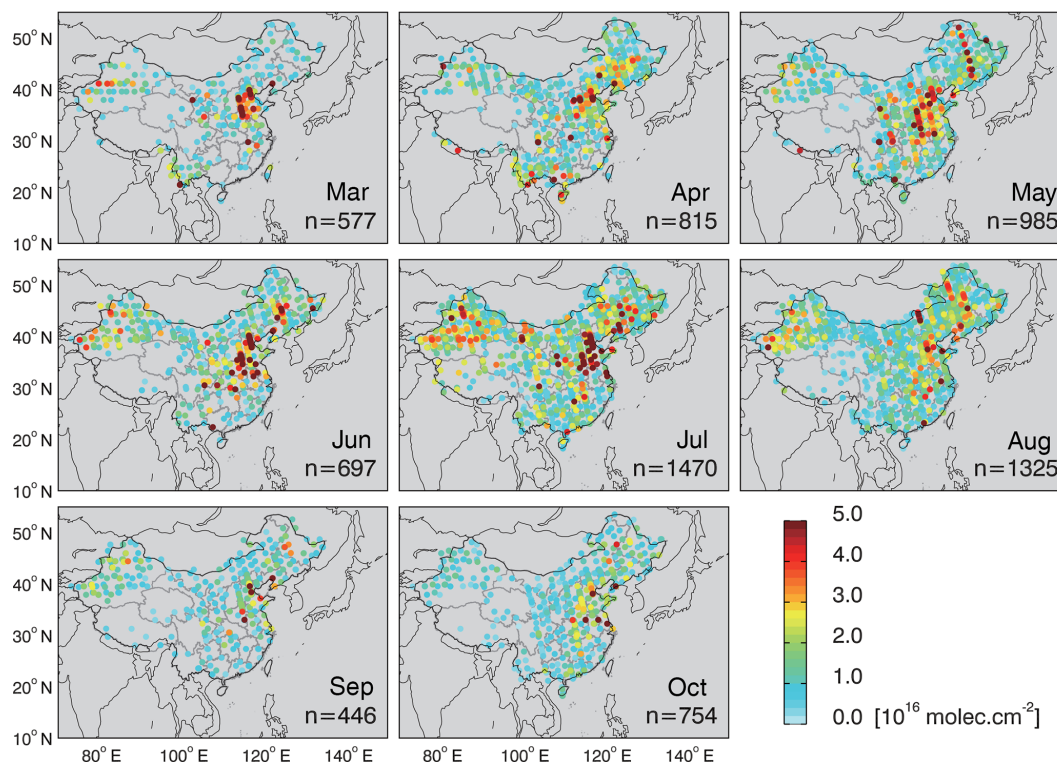 50° N
40° N
30° N
20° N
10° N
Mar
n=577
Apr
n=815
May
n=985
50° N
40° N
30° N
20° N
10° N
Jun
n=697
Jul
n=1470
Aug
n=1325
50° N
40° N
30° N
20° N
10° N
Sep
n=446
Oct
n=754
80° E
100° E
120° E
140° E
80° E
100° E
120° E
140° E
5.0
4.0
3.0
2.0
1.0
0.0 [10¹⁶ molec.cm⁻²]